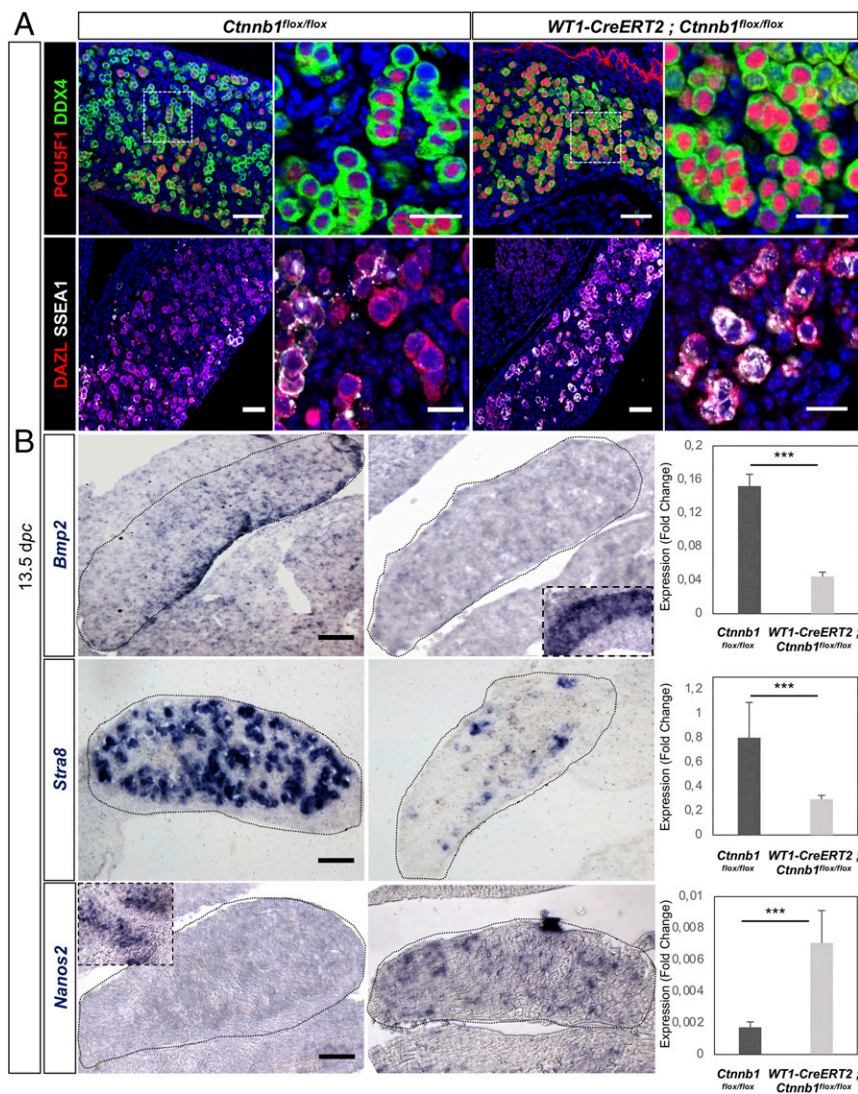 A
Ctnnb1flox/flox
WT1-CreERT2 ; Ctnnb1flox/flox
POU5F1 DDX4
DAZL SSEA1
B
13.5 dpc
Bmp2
Expression (Fold Change)
0,2
0,16
0,12
0,08
0,04
0
***
Ctnnb1 WT1-CreERT2 ;
flox/flox Ctnnb1flox/flox
Stra8
Expression (Fold Change)
1,2
1
0,8
0,6
0,4
0,2
0
***
Ctnnb1 WT1-CreERT2 ;
flox/flox Ctnnb1flox/flox
Nanos2
Expression (Fold Change)
0,01
0,008
0,006
0,004
0,002
0
***
Ctnnb1 WT1-CreERT2 ;
flox/flox Ctnnb1flox/flox